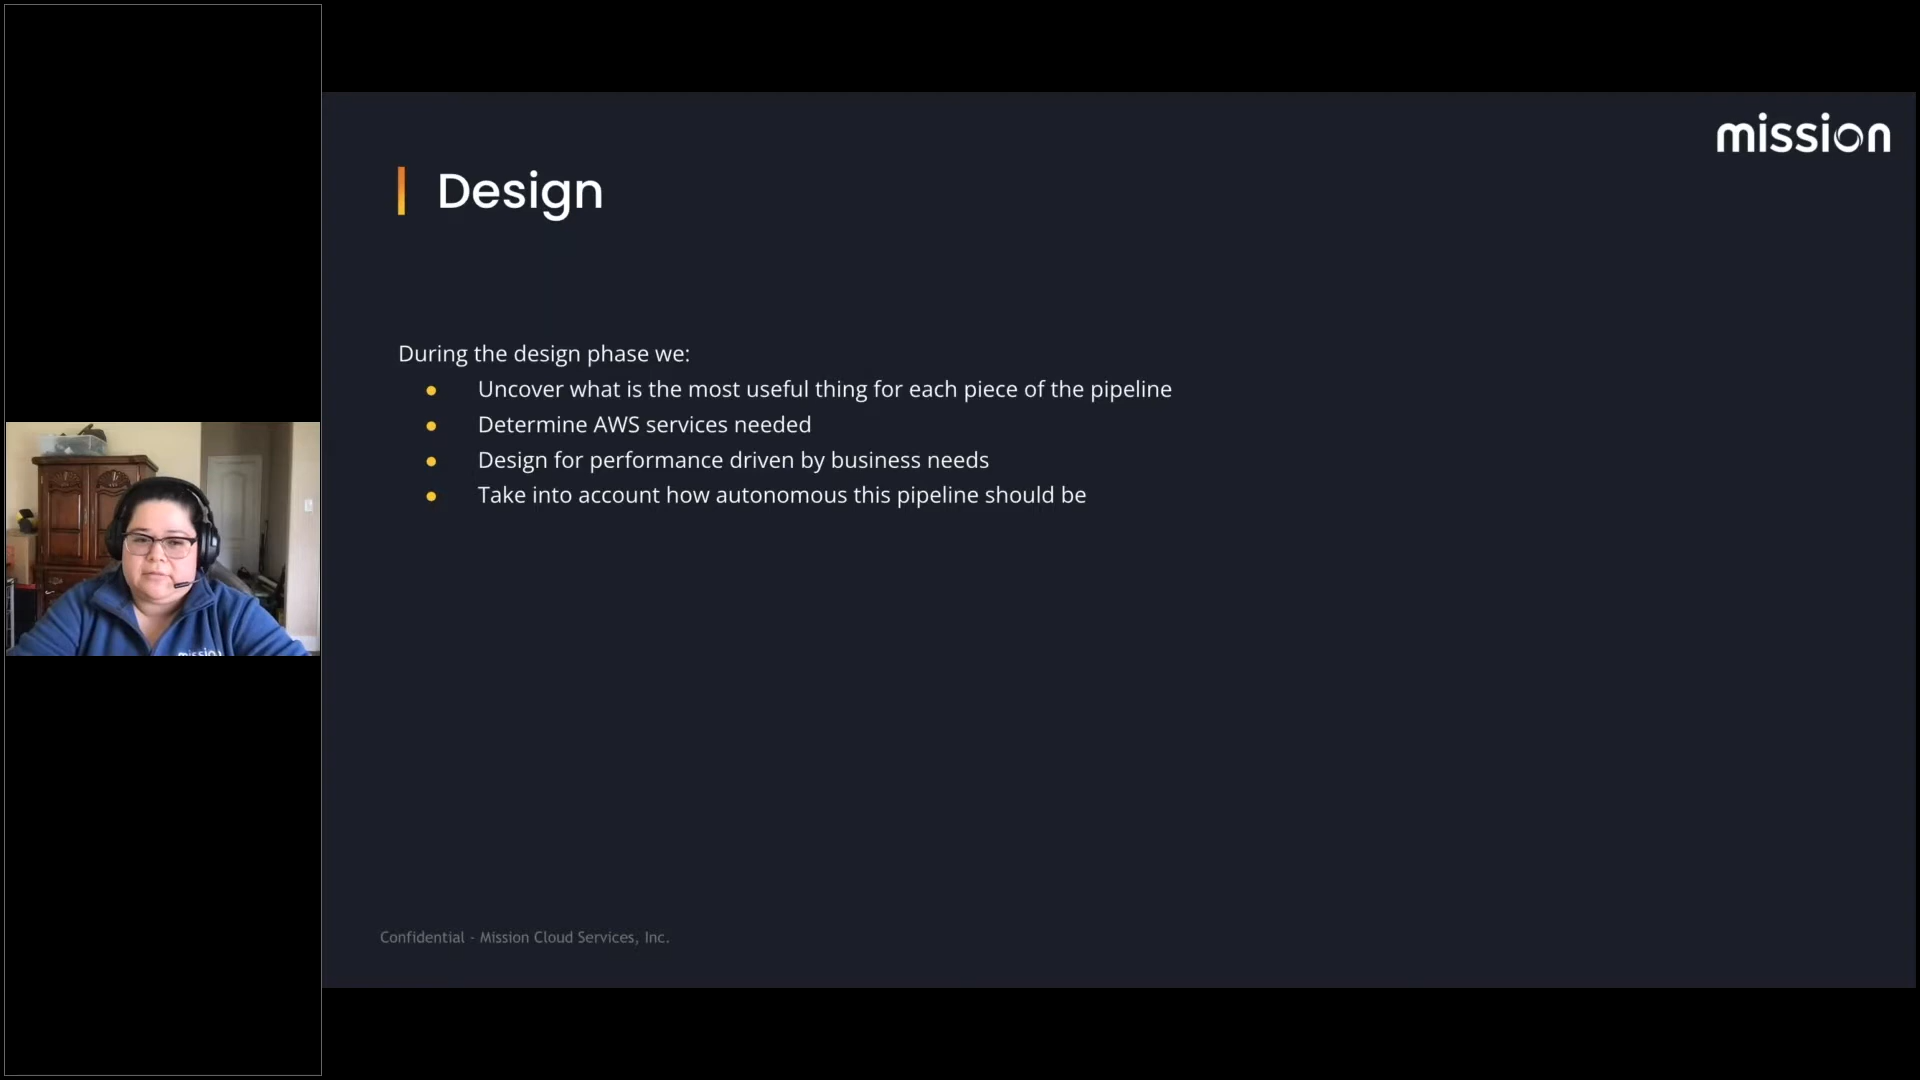 mission
Design
During the design phase we:
● Uncover what is the most useful thing for each piece of the pipeline
● Determine AWS services needed
● Design for performance driven by business needs
● Take into account how autonomous this pipeline should be
mission
Confidential - Mission Cloud Services, Inc.